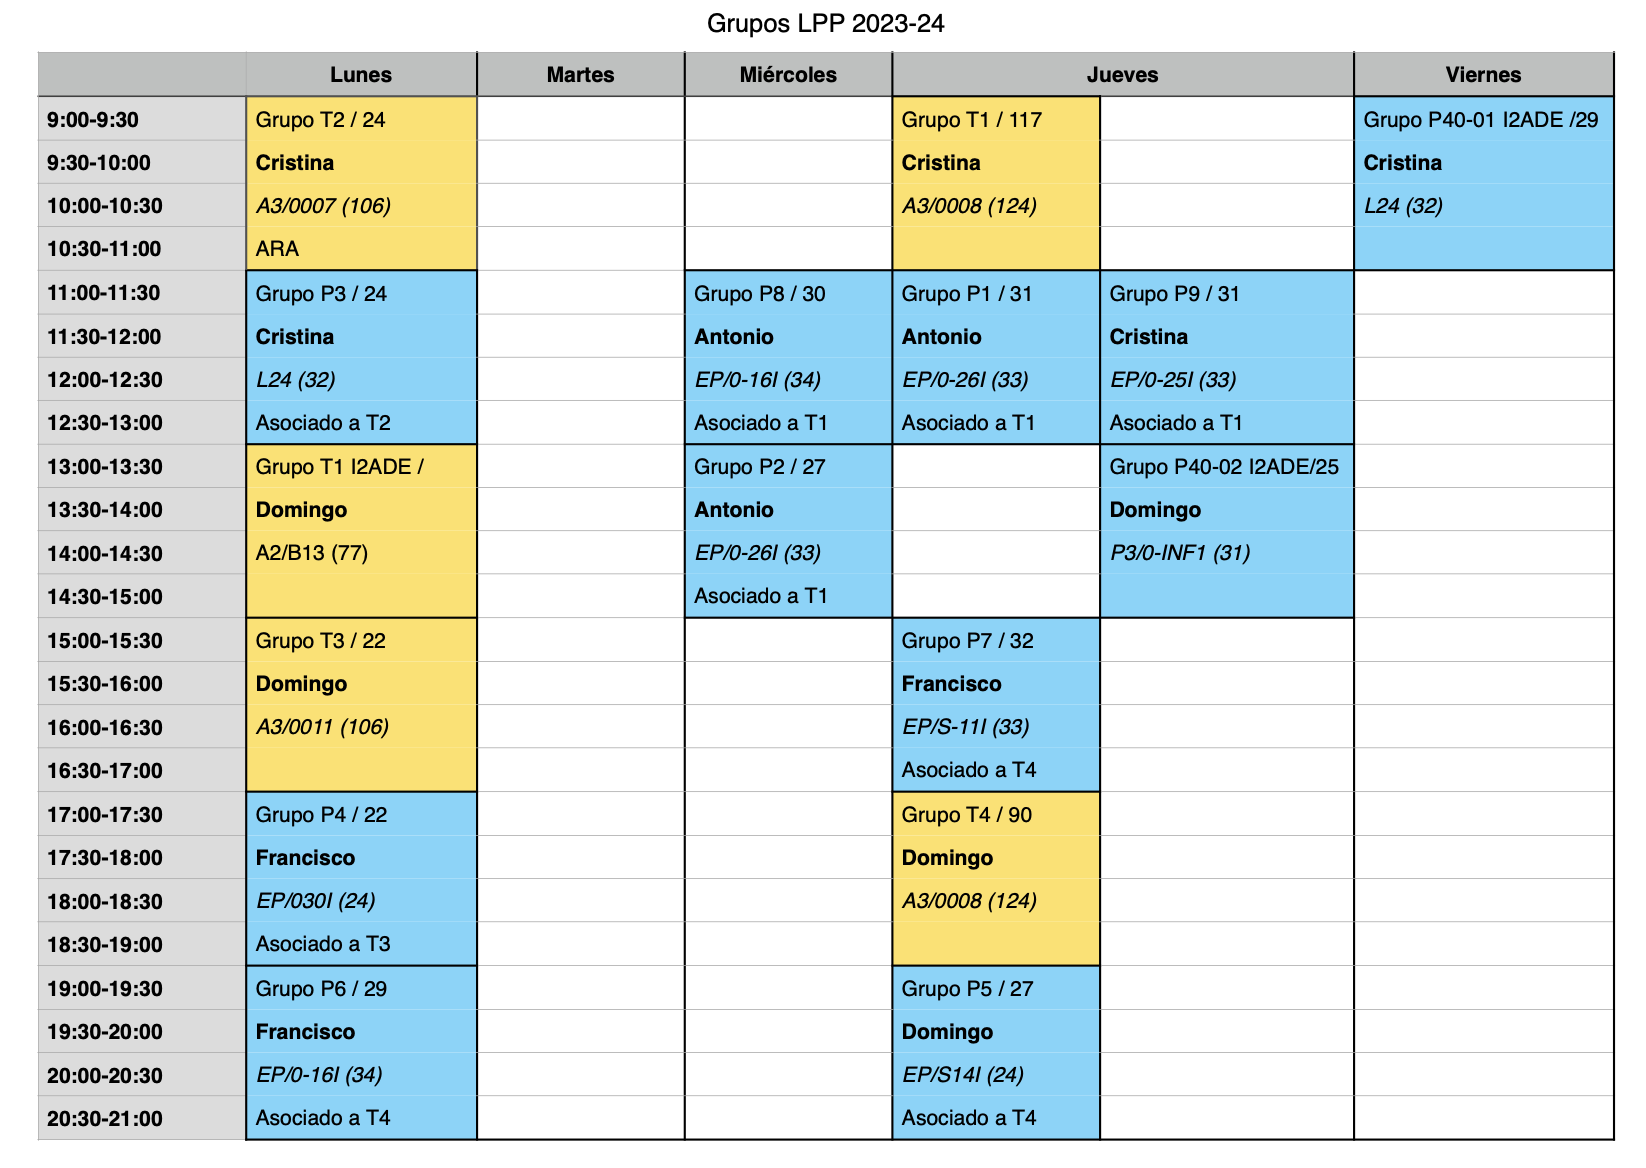 Grupos LPP 2023-24
Lunes Martes Miércoles Jueves Viernes
9:00-9:30 Grupo T2 / 24 Grupo T1 / 117 Grupo P40-01 I2ADE /29
9:30-10:00 Cristina Cristina Cristina
10:00-10:30 A3/0007 (106) A3/0008 (124) L24 (32)
10:30-11:00 ARA
11:00-11:30 Grupo P3 / 24 Grupo P8 / 30 Grupo P1 / 31 Grupo P9 / 31
11:30-12:00 Cristina Antonio Antonio Cristina
12:00-12:30 L24 (32) EP/0-16I (34) EP/0-26I (33) EP/0-25I (33)
12:30-13:00 Asociado a T2 Asociado a T1 Asociado a T1 Asociado a T1
13:00-13:30 Grupo T1 I2ADE / Grupo P2 / 27 Grupo P40-02 I2ADE/25
13:30-14:00 Domingo Antonio Domingo
14:00-14:30 A2/B13 (77) EP/0-26I (33) P3/0-INF1 (31)
14:30-15:00 Asociado a T1
15:00-15:30 Grupo T3 / 22 Grupo P7 / 32
15:30-16:00 Domingo Francisco
16:00-16:30 A3/0011 (106) EP/S-11I (33)
16:30-17:00 Asociado a T4
17:00-17:30 Grupo P4 / 22 Grupo T4 / 90
17:30-18:00 Francisco Domingo
18:00-18:30 EP/030I (24) A3/0008 (124)
18:30-19:00 Asociado a T3
19:00-19:30 Grupo P6 / 29 Grupo P5 / 27
19:30-20:00 Francisco Domingo
20:00-20:30 EP/0-16I (34) EP/S14I (24)
20:30-21:00 Asociado a T4 Asociado a T4